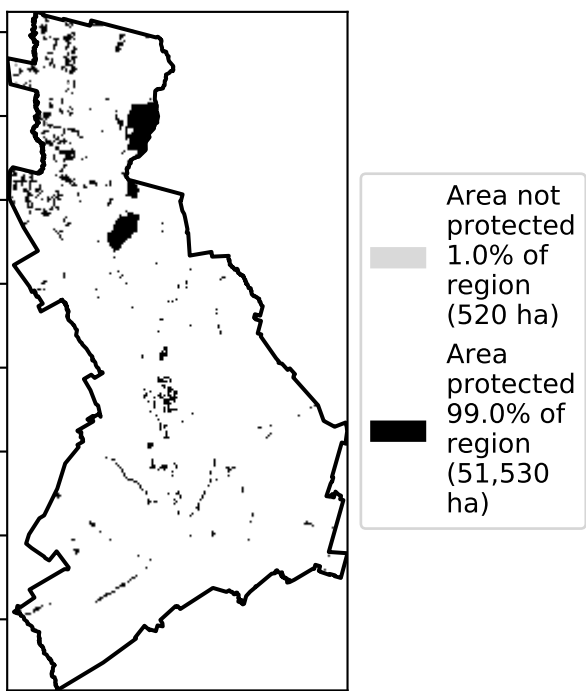 Area not
protected
1.0% of
region
(520 ha)
Area
protected
99.0% of
region
(51,530
ha)